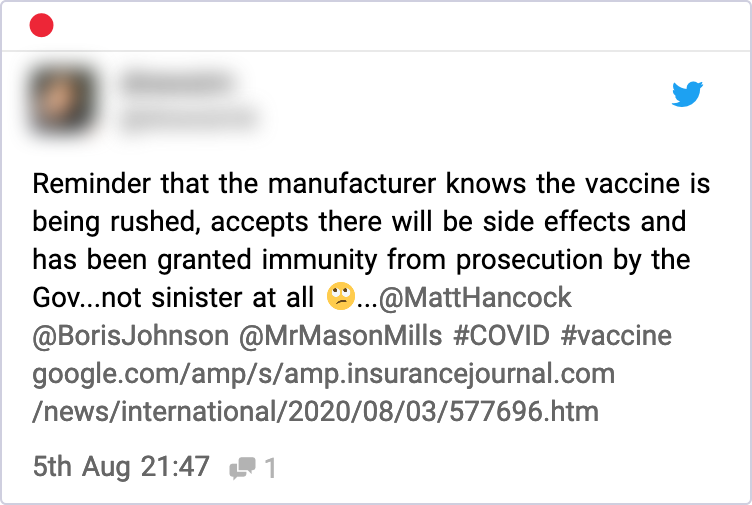 Reminder that the manufacturer knows the vaccine is
being rushed, accepts there will be side effects and
has been granted immunity from prosecution by the
Gov...not sinister at all 🙄...@MattHancock
@BorisJohnson @MrMasonMills #COVID #vaccine
google.com/amp/s/amp.insurancejournal.com
/news/international/2020/08/03/577696.htm
5th Aug 21:47 1